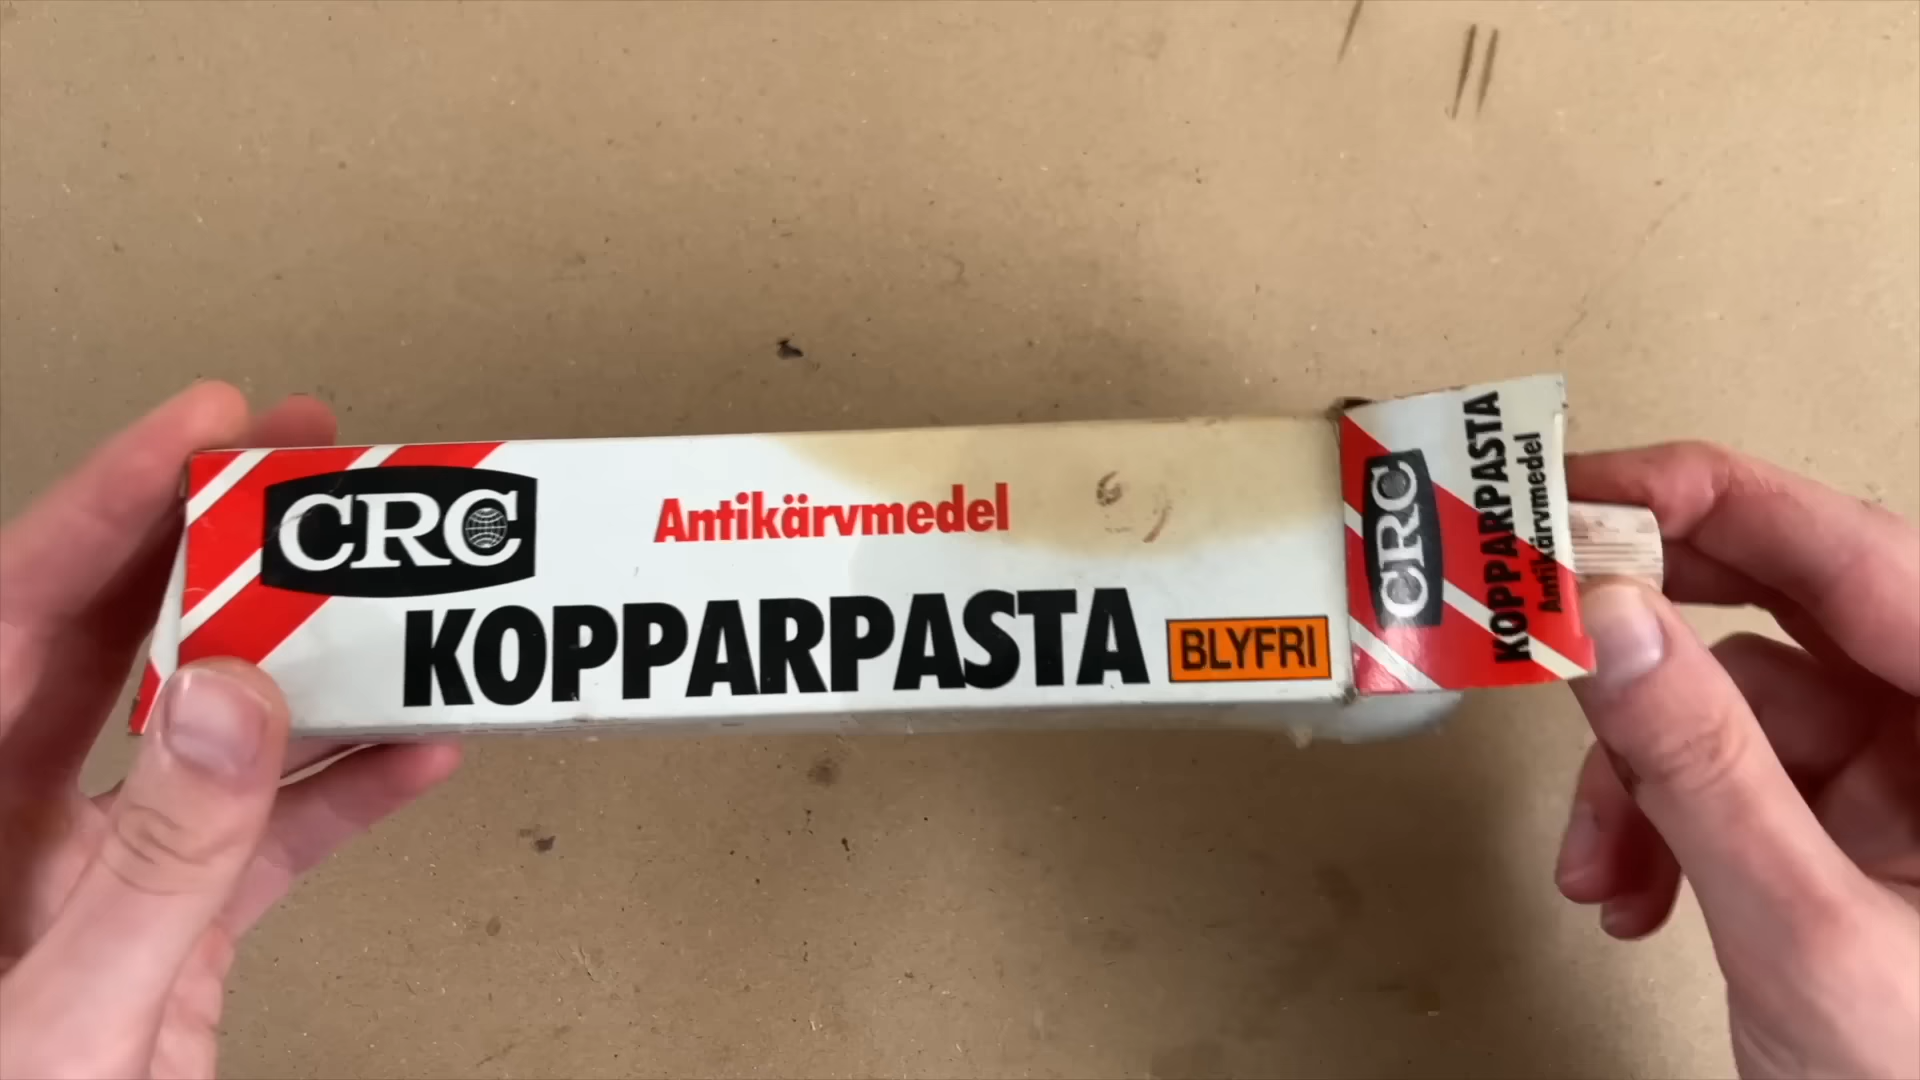 CRC
Antikärvmedel
KOPPARPASTA
BLYFRI
CRC
KOPPARPASTA
Antikärvmedel